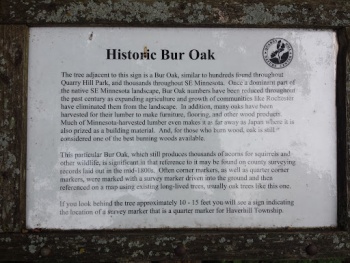 Historic Bur Oak
The tree adjacent to this sign is a Bur Oak, similar to hundreds found throughout
Quarry Hill Park, and thousands throughout SE Minnesota. Once a dominant part of
the native SE Minnesota landscape, Bur Oak numbers have been reduced throughout
the past century as expanding agriculture and growth of communities like Rochester
have eliminated them from the landscape. In addition, many oaks have been
harvested for their lumber to make furniture, flooring, and other wood products.
Much of Minnesota-harvested lumber even makes it as far away as Japan where it is
also prized as a building material. And, for those who burn wood, oak is still
considered one of the best burning woods available.
This particular Bur Oak, which still produces thousands of acorns for squirrels and
other wildlife, is significant in that reference to it may be found on county surveying
records laid out in the mid-1800s. Often corner markers, as well as quarter corner
markers, were marked with a survey marker driven into the ground and then
referenced on a map using existing long-lived trees, usually oak trees like this one.
If you look behind the tree approximately 10 - 15 feet you will see a sign indicating
the location of a survey marker that is a quarter marker for Haverhill Township.